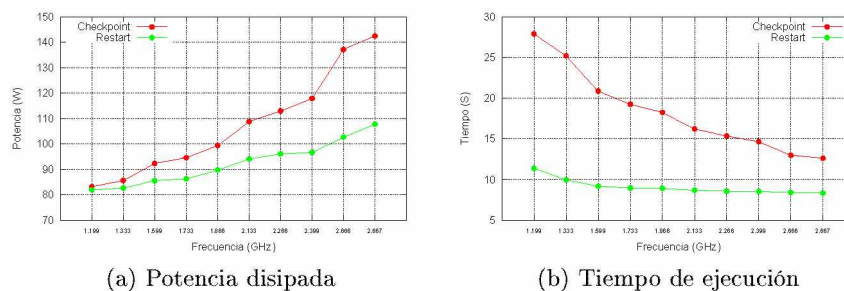 150
140
130
120
110
100
90
80
70
Potencia (W)
Checkpoint
Restart
1.199 1.333 1.599 1.733 1.866 2.133 2.266 2.399 2.666 2.667
Frecuencia (GHz)
(a) Potencia disipada
30
25
20
15
10
5
Tiempo (S)
Checkpoint
Restart
1.199 1.333 1.599 1.733 1.866 2.133 2.266 2.399 2.666 2.667
Frecuencia (GHz)
(b) Tiempo de ejecución